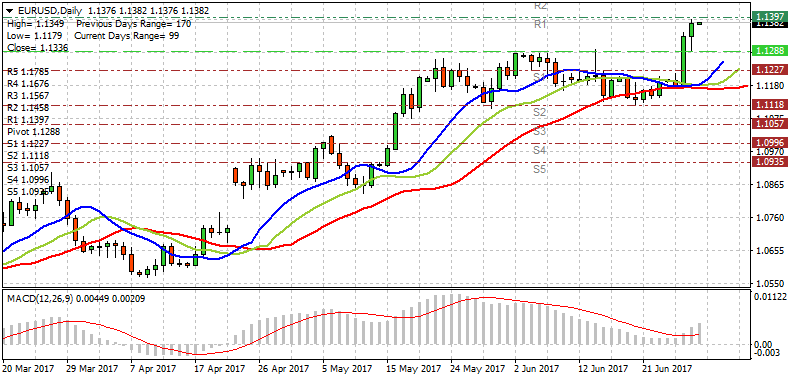 EURUSD,Daily 1.1376 1.1382 1.1376 1.1382
High= 1.1349 Previous Days Range= 170
Low= 1.1179 Current Days Range= 99
Close= 1.1336
R5 1.1785
R4 1.1676
R3 1.1567
R2 1.1458
R1 1.1397
Pivot 1.1288
S1 1.1227
S2 1.1118
S3 1.1057
S4 1.0996
S5 1.0935
R2
R1
S1
S2
S3
S4
S5
1.1397
1.1382
1.1288
1.1227
1.1180
1.1118
1.1075
1.1057
1.0996
1.0970
1.0935
1.0865
1.0760
1.0655
1.0550
MACD(12,26,9) 0.00449 0.00209
0.01122
0.00
-0.003
20 Mar 2017
29 Mar 2017
7 Apr 2017
17 Apr 2017
26 Apr 2017
5 May 2017
15 May 2017
24 May 2017
2 Jun 2017
12 Jun 2017
21 Jun 2017